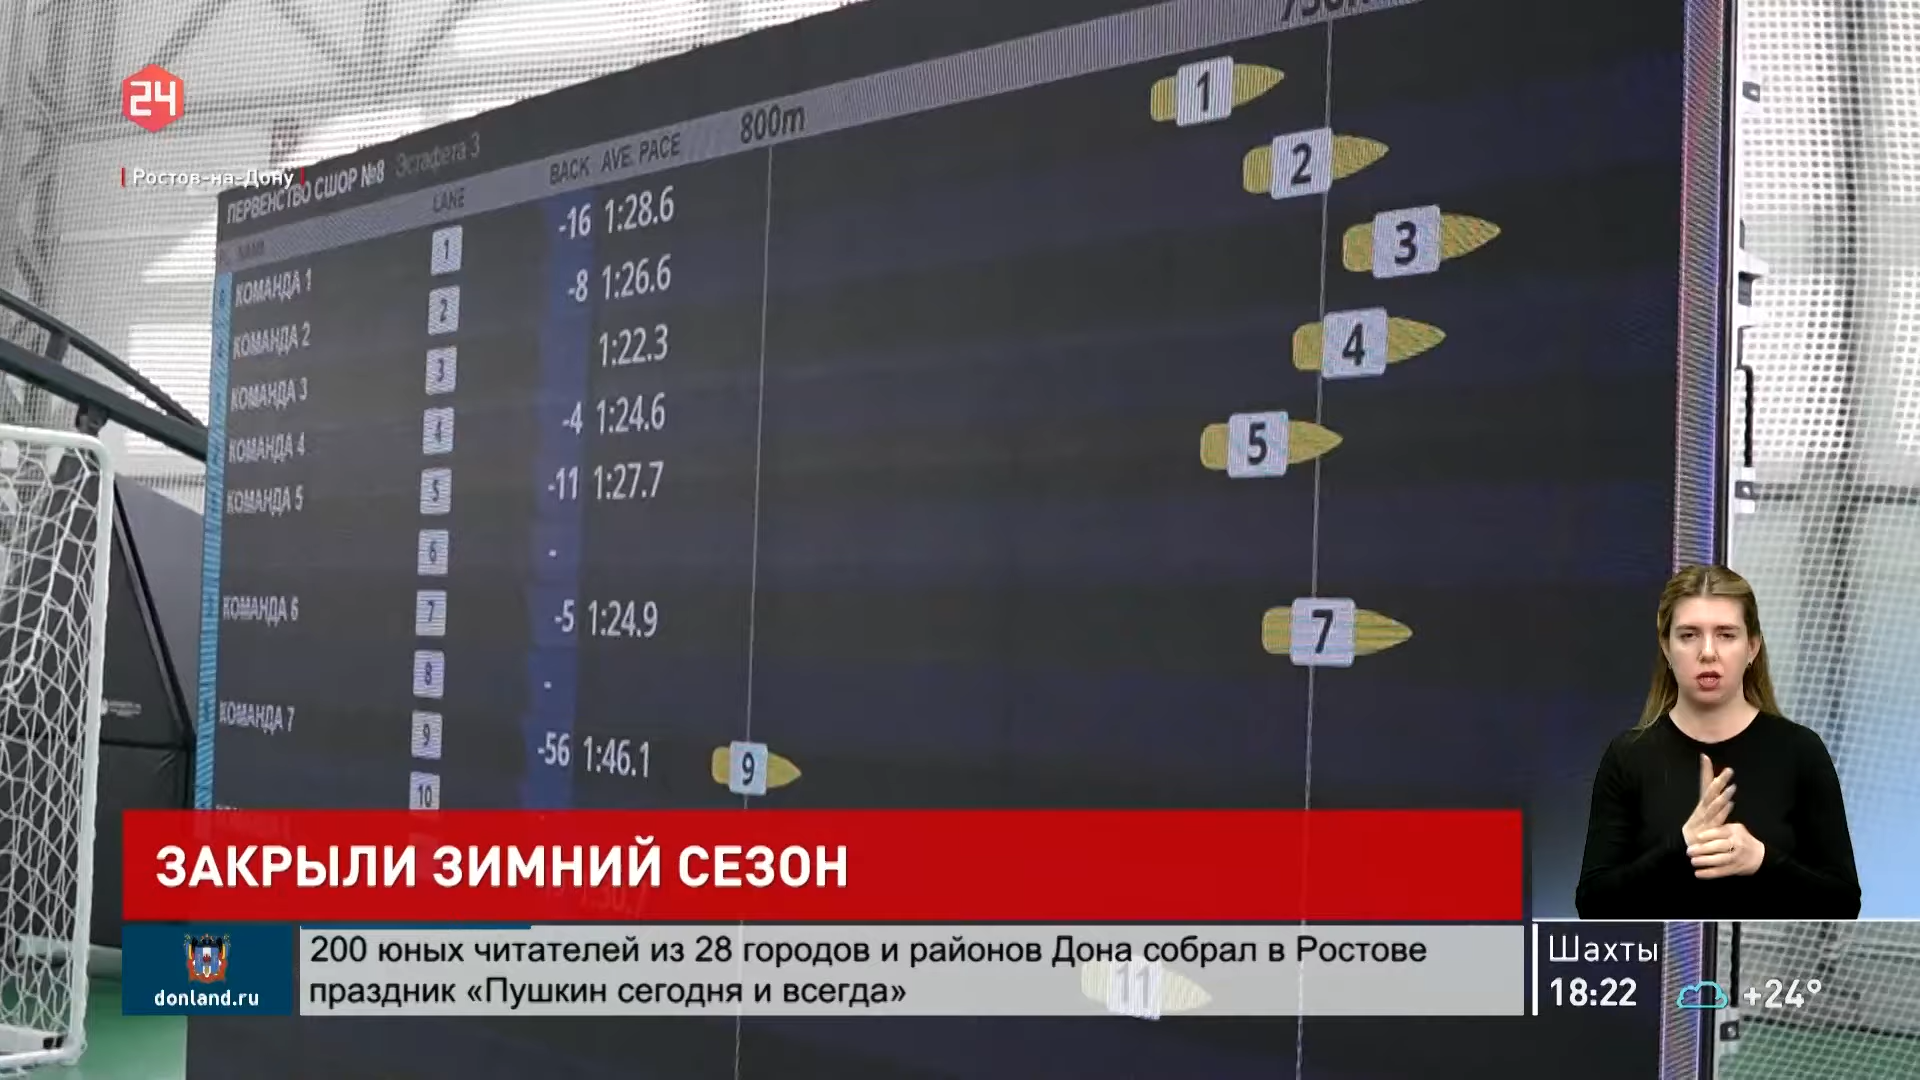 24
Ростов-на-Дону
750m
ПЕРВЕНСТВО СШОР №8 Эстафета 3
NAME LANE BACK AVE. PACE 800m
КОМАНДА 1 1 -16 1:28.6 1
КОМАНДА 2 2 -8 1:26.6 2
КОМАНДА 3 3 1:22.3 3
КОМАНДА 4 4 -4 1:24.6 4
КОМАНДА 5 5 -11 1:27.7 5
6 -
КОМАНДА 6 7 -5 1:24.9 7
8 -
КОМАНДА 7 9 -56 1:46.1 9
10
ЗАКРЫЛИ ЗИМНИЙ СЕЗОН
11
donland.ru
200 юных читателей из 28 городов и районов Дона собрал в Ростове
праздник «Пушкин сегодня и всегда»
Шахты
18:22 +24°